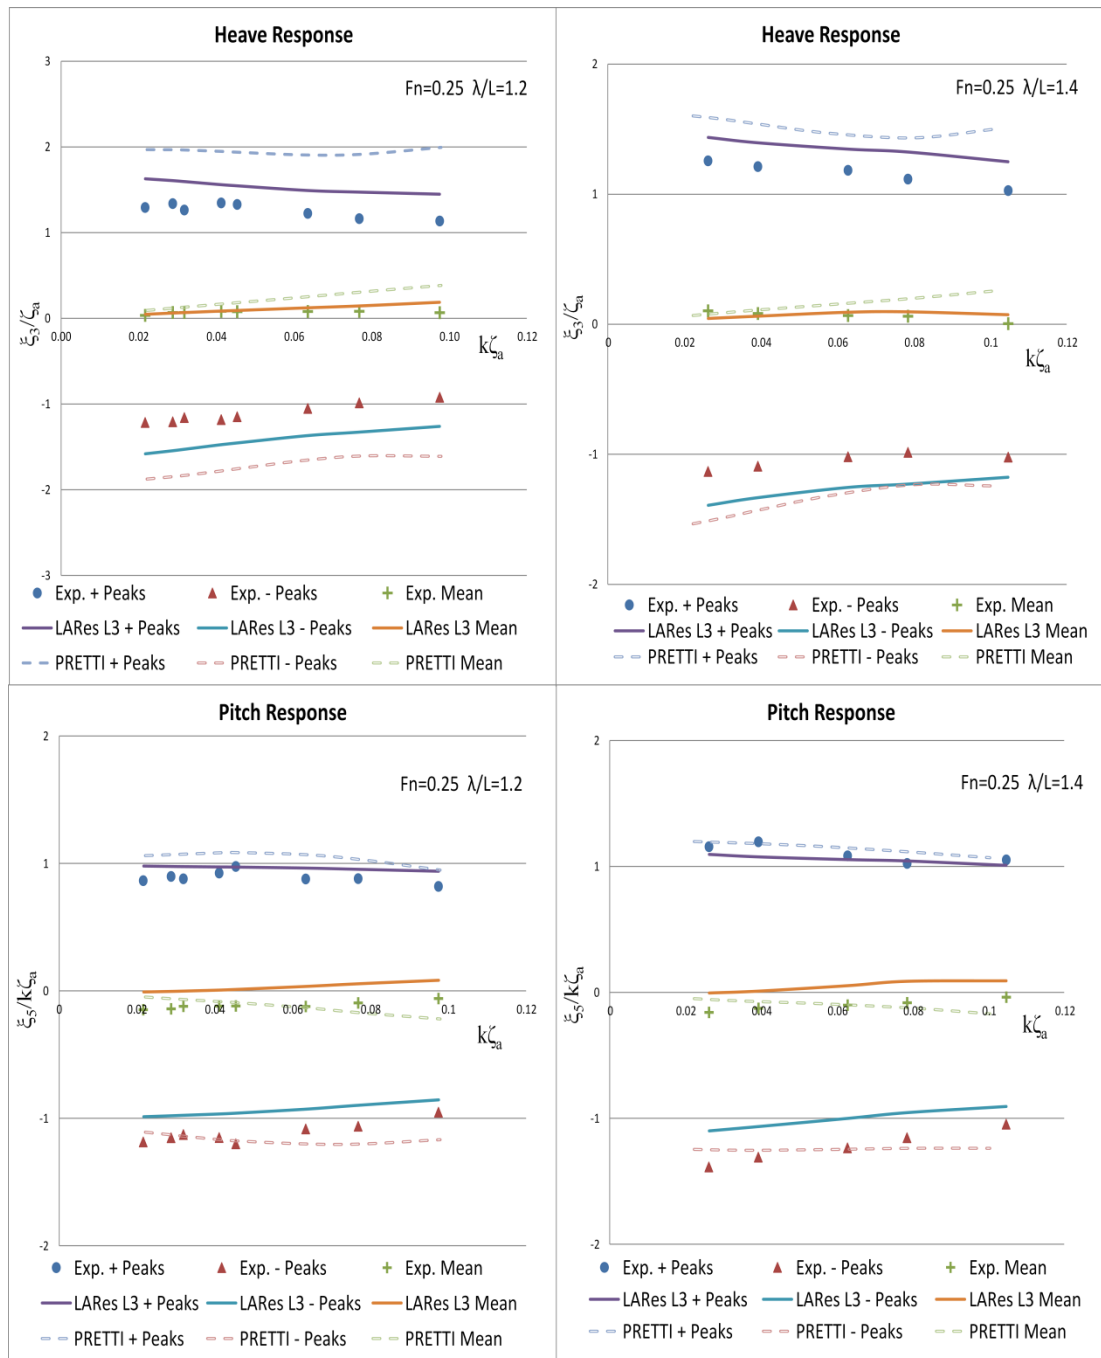 Heave Response
Fn=0.25 λ/L=1.2
3
2
1
0
-1
-2
-3
0.00 0.02 0.04 0.06 0.08 0.10 0.12
ξ3/ζa
kζa
Exp. + Peaks Exp. - Peaks Exp. Mean
LARes L3 + Peaks LARes L3 - Peaks LARes L3 Mean
PRETTI + Peaks PRETTI - Peaks PRETTI Mean
Heave Response
Fn=0.25 λ/L=1.4
2
1
0
-1
-2
0 0.02 0.04 0.06 0.08 0.1 0.12
ξ3/ζa
kζa
Exp. + Peaks Exp. - Peaks Exp. Mean
LARes L3 + Peaks LARes L3 - Peaks LARes L3 Mean
PRETTI + Peaks PRETTI - Peaks PRETTI Mean
Pitch Response
Fn=0.25 λ/L=1.2
2
1
0
-1
-2
0 0.02 0.04 0.06 0.08 0.1 0.12
ξ5/kζa
kζa
Exp. + Peaks Exp. - Peaks Exp. Mean
LARes L3 + Peaks LARes L3 - Peaks LARes L3 Mean
PRETTI + Peaks PRETTI - Peaks PRETTI Mean
Pitch Response
Fn=0.25 λ/L=1.4
2
1
0
-1
-2
0 0.02 0.04 0.06 0.08 0.1 0.12
ξ5/kζa
kζa
Exp. + Peaks Exp. - Peaks Exp. Mean
LARes L3 + Peaks LARes L3 - Peaks LARes L3 Mean
PRETTI + Peaks PRETTI - Peaks PRETTI Mean